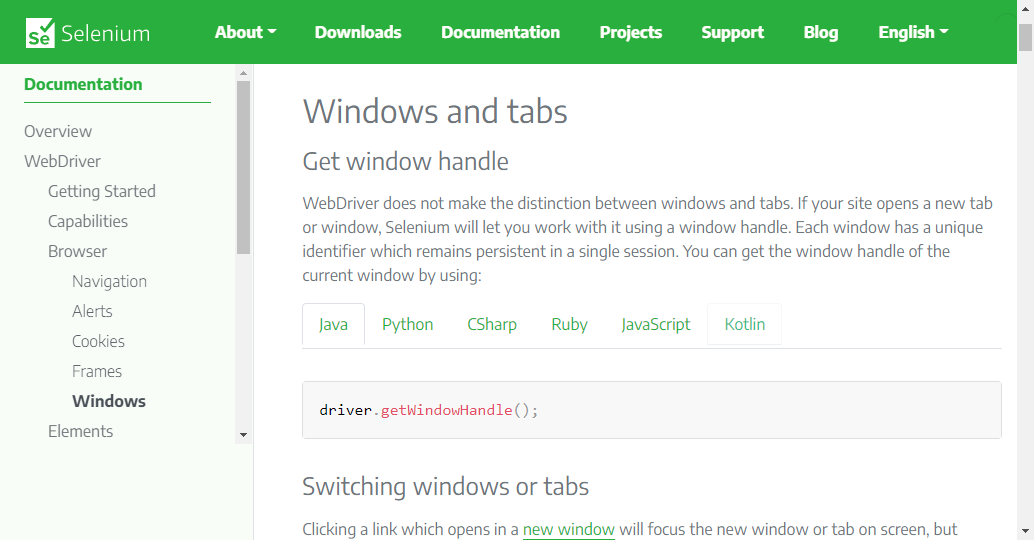 Se Selenium About Downloads Documentation Projects Support Blog English
Documentation
Overview
WebDriver
Getting Started
Capabilities
Browser
Navigation
Alerts
Cookies
Frames
Windows
Elements
Windows and tabs
Get window handle
WebDriver does not make the distinction between windows and tabs. If your site opens a new tab
or window, Selenium will let you work with it using a window handle. Each window has a unique
identifier which remains persistent in a single session. You can get the window handle of the
current window by using:
Java Python CSharp Ruby JavaScript Kotlin
driver.getWindowHandle();
Switching windows or tabs
Clicking a link which opens in a new window will focus the new window or tab on screen, but